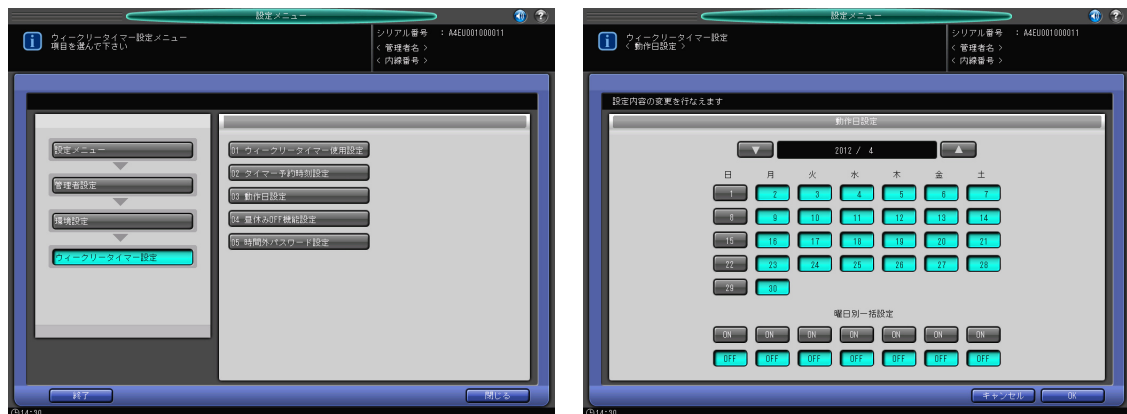 設定メニュー
ウィークリータイマー設定メニュー
項目を選んで下さい
シリアル番号 : A4EU001000011
< 管理者名 >
< 内線番号 >
設定メニュー
管理者設定
環境設定
ウィークリータイマー設定
01 ウィークリータイマー使用設定
02 タイマー予約時刻設定
03 動作日設定
04 昼休みOFF機能設定
05 時間外パスワード設定
終了
閉じる
14:30
設定メニュー
ウィークリータイマー設定
< 動作日設定 >
シリアル番号 : A4EU001000011
< 管理者名 >
< 内線番号 >
設定内容の変更を行なえます
動作日設定
▼ 2012 / 4 ▲
日 月 火 水 木 金 土
1 2 3 4 5 6 7
8 9 10 11 12 13 14
15 16 17 18 19 20 21
22 23 24 25 26 27 28
29 30
曜日別一括設定
ON ON ON ON ON ON ON
OFF OFF OFF OFF OFF OFF OFF
キャンセル OK
14:30